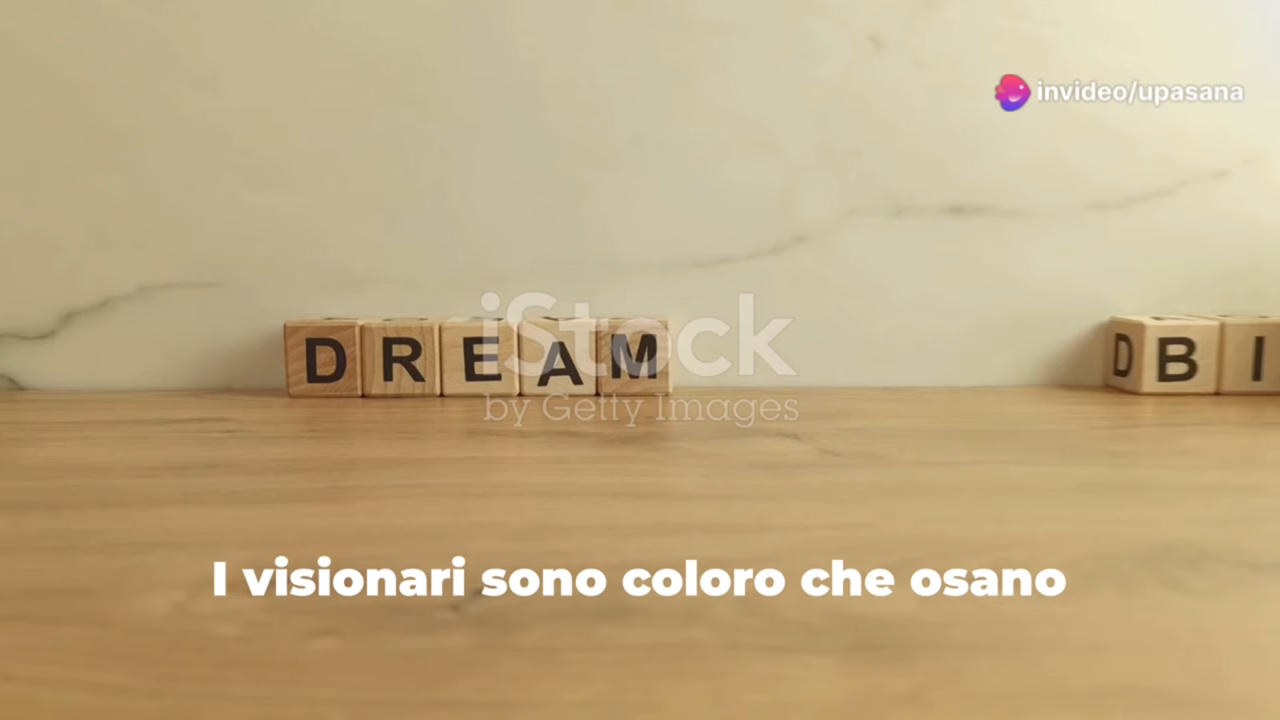 invideo/upasana
DREAM
D B I
iStock
by Getty Images
I visionari sono coloro che osano